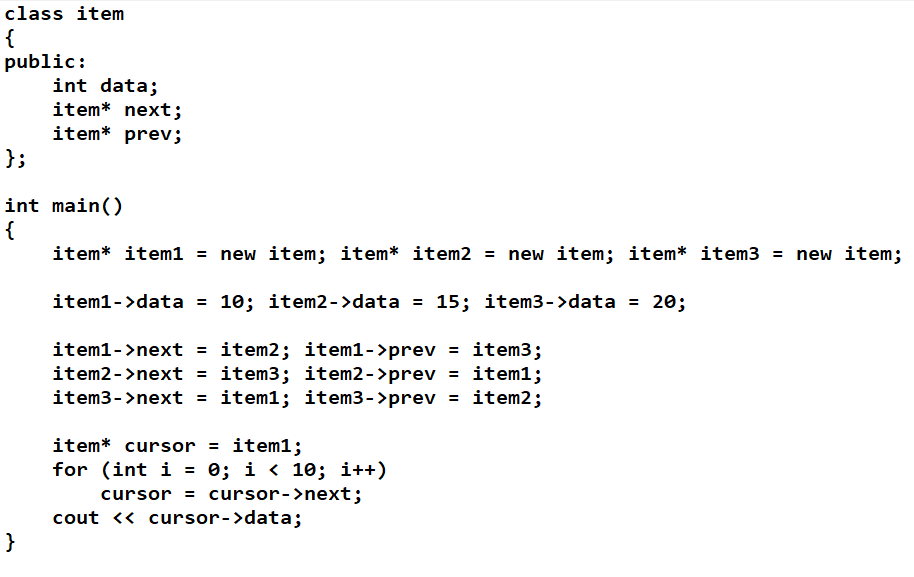 class item
{
public:
    int data;
    item* next;
    item* prev;
};

int main()
{
    item* item1 = new item; item* item2 = new item; item* item3 = new item;

    item1->data = 10; item2->data = 15; item3->data = 20;

    item1->next = item2; item1->prev = item3;
    item2->next = item3; item2->prev = item1;
    item3->next = item1; item3->prev = item2;

    item* cursor = item1;
    for (int i = 0; i < 10; i++)
        cursor = cursor->next;
    cout << cursor->data;
}